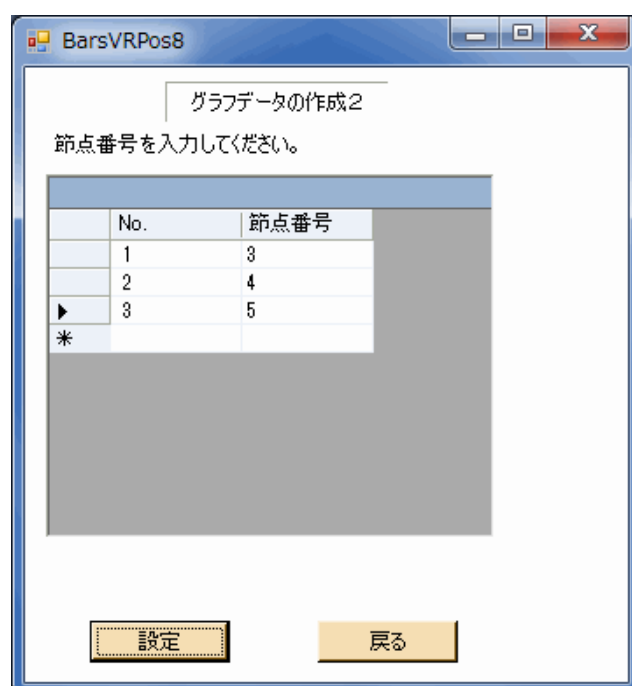 BarsVRPos8
グラフデータの作成2
節点番号を入力してください。
No. 節点番号
1 3
2 4
3 5
設定 戻る